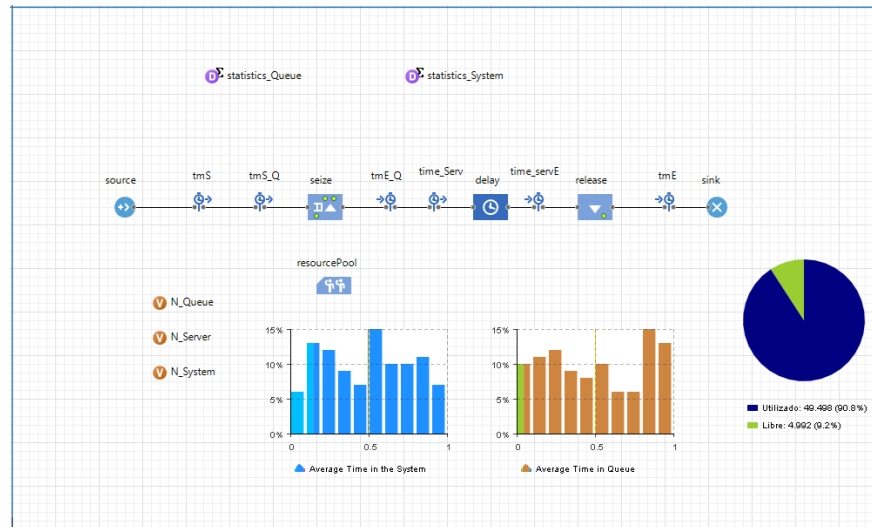 statistics_Queue statistics_System
source tmS tmS_Q seize tmE_Q time_Serv delay time_servE release tmE sink
resourcePool
N_Queue
N_Server
N_System
15% 10% 5% 0%
0 0.5 1
Average Time in the System
15% 10% 5% 0%
0 0.5 1
Average Time in Queue
Utilizado: 49.498 (90.8%)
Libre: 4.992 (9.2%)